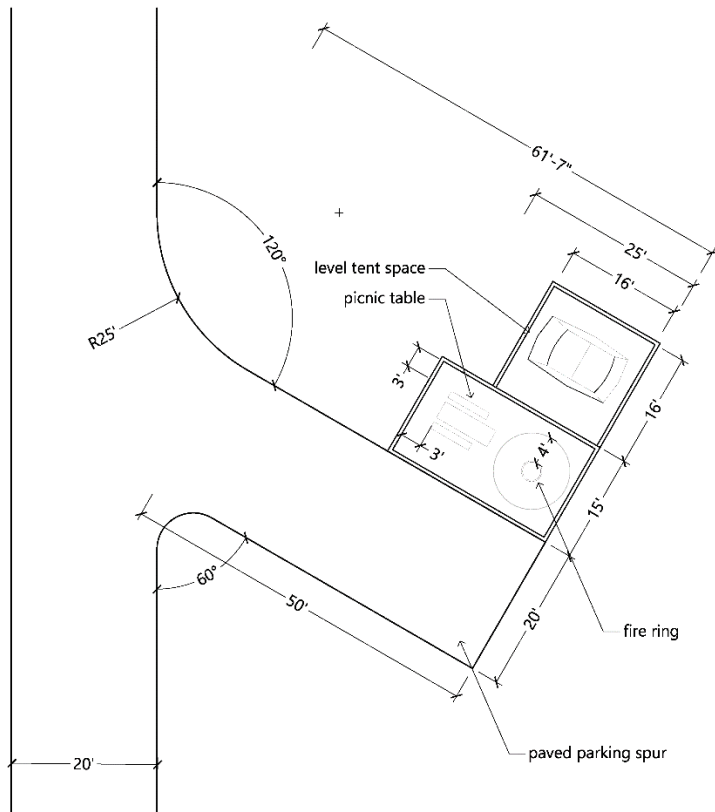 61'-7"
25'
16'
level tent space
picnic table
120°
R25'
3'
16'
3'
4'
15'
60°
50'
20'
fire ring
paved parking spur
20'